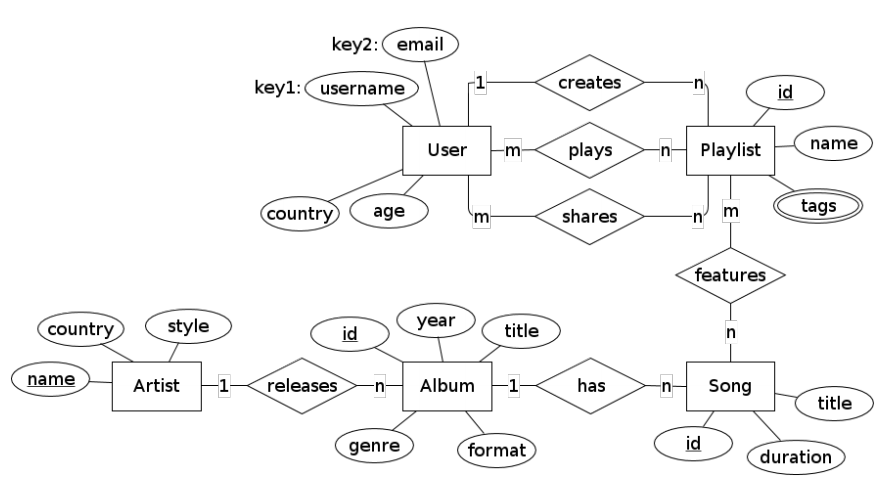 key2: email
key1: username
1 creates n
id
User
m plays n
Playlist
name
country
age
m shares n
tags
m
features
n
country
style
id
year
title
name
Artist
1 releases n
Album
1 has n
Song
title
genre
format
id
duration